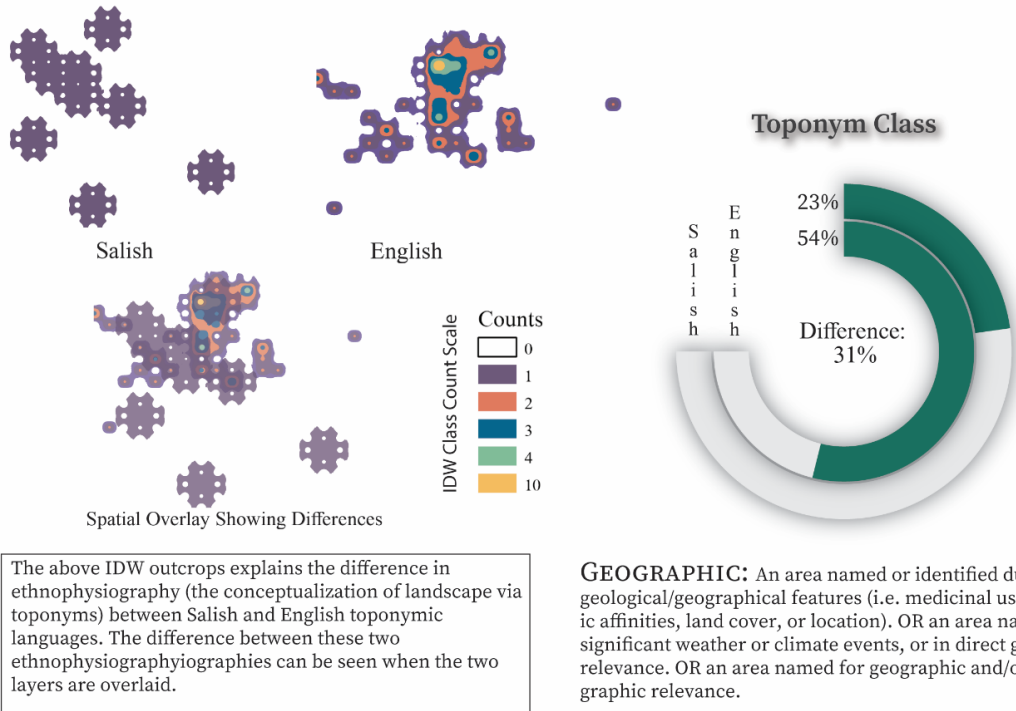 Salish
English
Spatial Overlay Showing Differences
IDW Class Count Scale
Counts
0
1
2
3
4
10
Toponym Class
Salish
English
23%
54%
Difference:
31%
The above IDW outcrops explains the difference in
ethnophysiography (the conceptualization of landscape via
toponyms) between Salish and English toponymic
languages. The difference between these two
ethnophysiographyiographies can be seen when the two
layers are overlaid.
GEOGRAPHIC: An area named or identified
geological/geographical features (i.e. medicinal
ic affinities, land cover, or location). OR an area
significant weather or climate events, or in direct
relevance. OR an area named for geographic
graphic relevance.